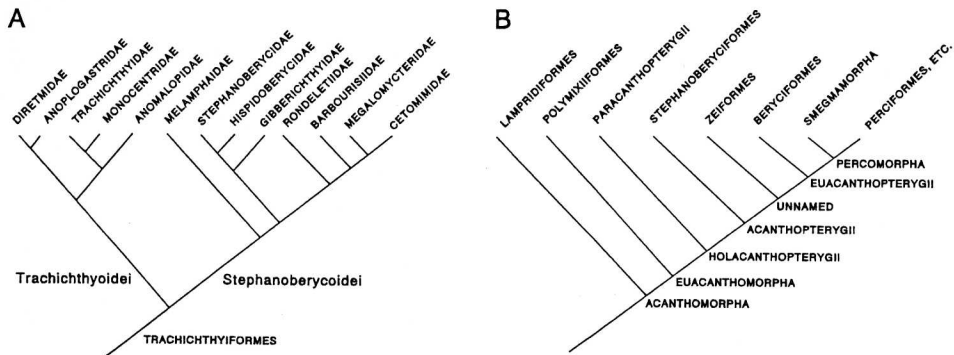 A
DIRETMIDAE
ANOPLOGASTRIDAE
TRACHICHTHYIDAE
MONOCENTRIDAE
ANOMALOPIDAE
MELAMPHAIDAE
STEPHANOBERYCIDAE
HISPIDOBERYCIDAE
GIBBERICHTHYIDAE
RONDELETIIDAE
BARBOURISIIDAE
MEGALOMYCTERIDAE
CETOMIMIDAE
Trachichthyoidei
Stephanoberycoidei
TRACHICHTHYIFORMES
B
LAMPRIDIFORMES
POLYMIXIIFORMES
PARACANTHOPTERYGII
STEPHANOBERYCIFORMES
ZEIFORMES
BERYCIFORMES
SMEGMAMORPHA
PERCIFORMES, ETC.
PERCOMORPHA
EUACANTHOPTERYGII
UNNAMED
ACANTHOPTERYGII
HOLACANTHOPTERYGII
EUACANTHOMORPHA
ACANTHOMORPHA